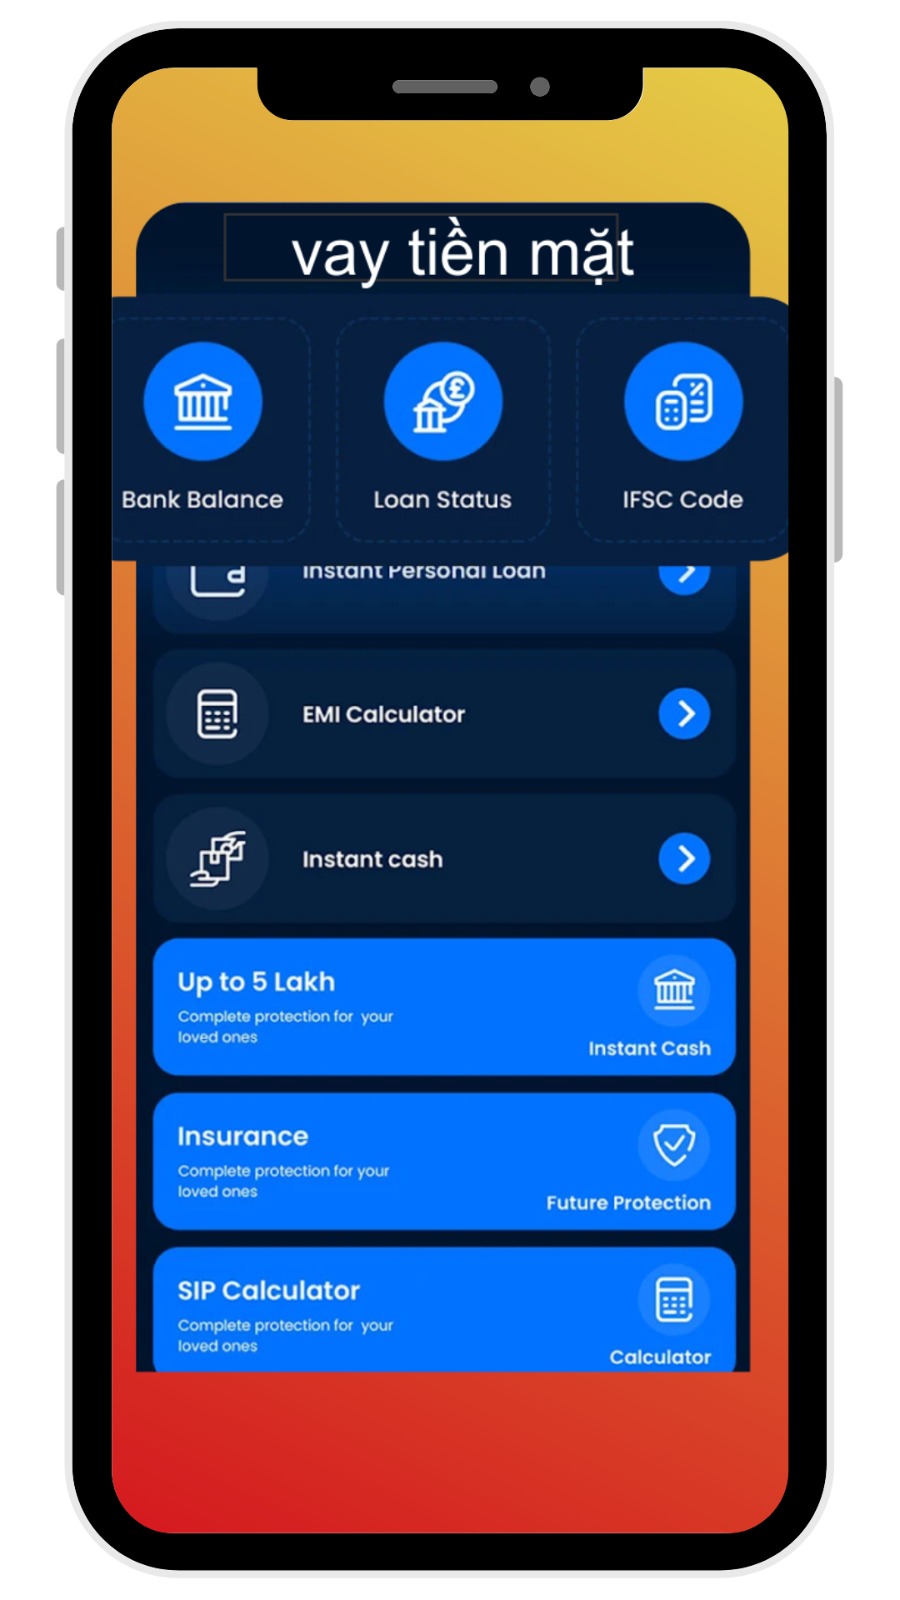 vay tiền mặt
Bank Balance
Loan Status
IFSC Code
Instant Personal Loan
EMI Calculator
Instant cash
Up to 5 Lakh
Complete protection for your
loved ones
Instant Cash
Insurance
Complete protection for your
loved ones
Future Protection
SIP Calculator
Complete protection for your
loved ones
Calculator